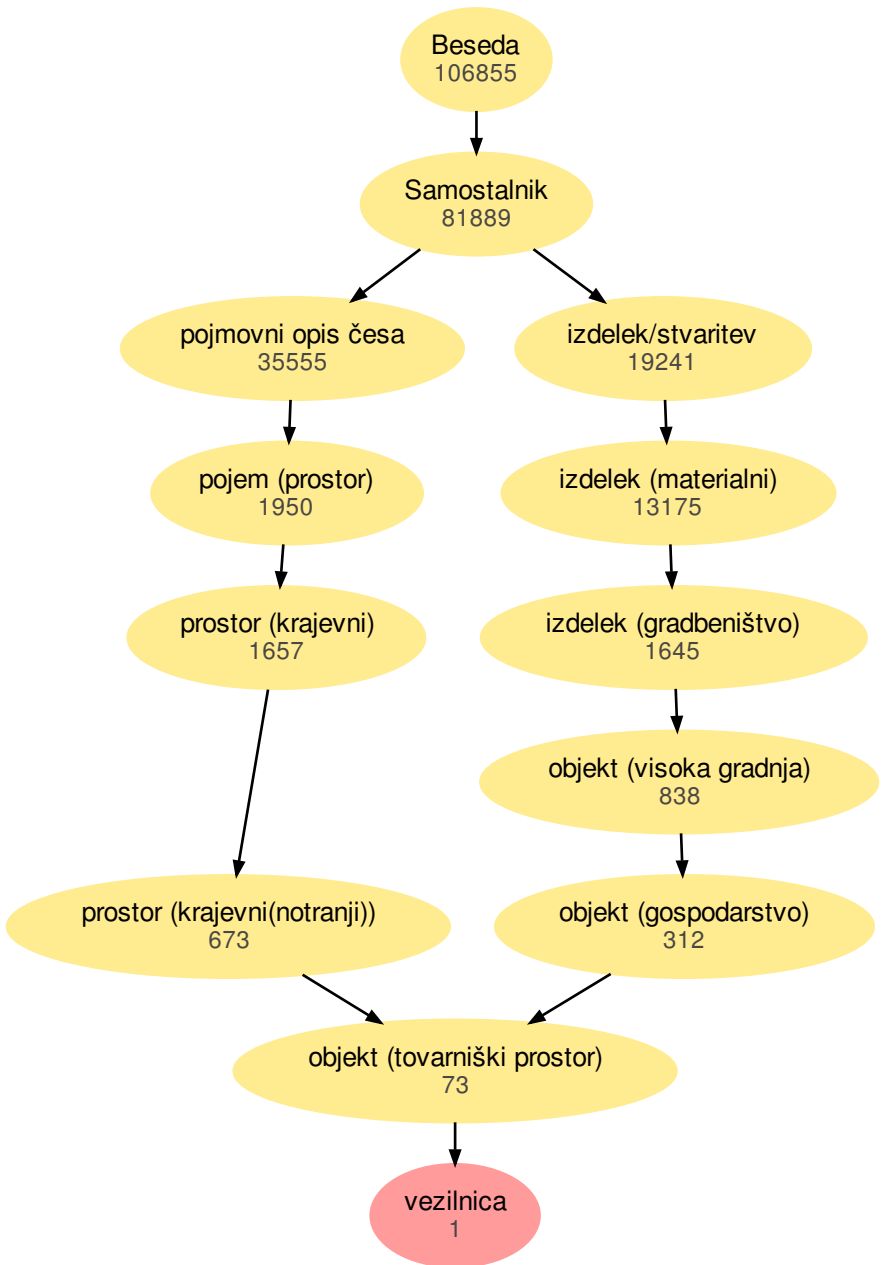 Beseda
106855
Samostalnik
81889
pojmovni opis česa
35555
izdelek/stvaritev
19241
pojem (prostor)
1950
izdelek (materialni)
13175
prostor (krajevni)
1657
izdelek (gradbeništvo)
1645
objekt (visoka gradnja)
838
prostor (krajevni(notranji))
673
objekt (gospodarstvo)
312
objekt (tovarniški prostor)
73
vezilnica
1